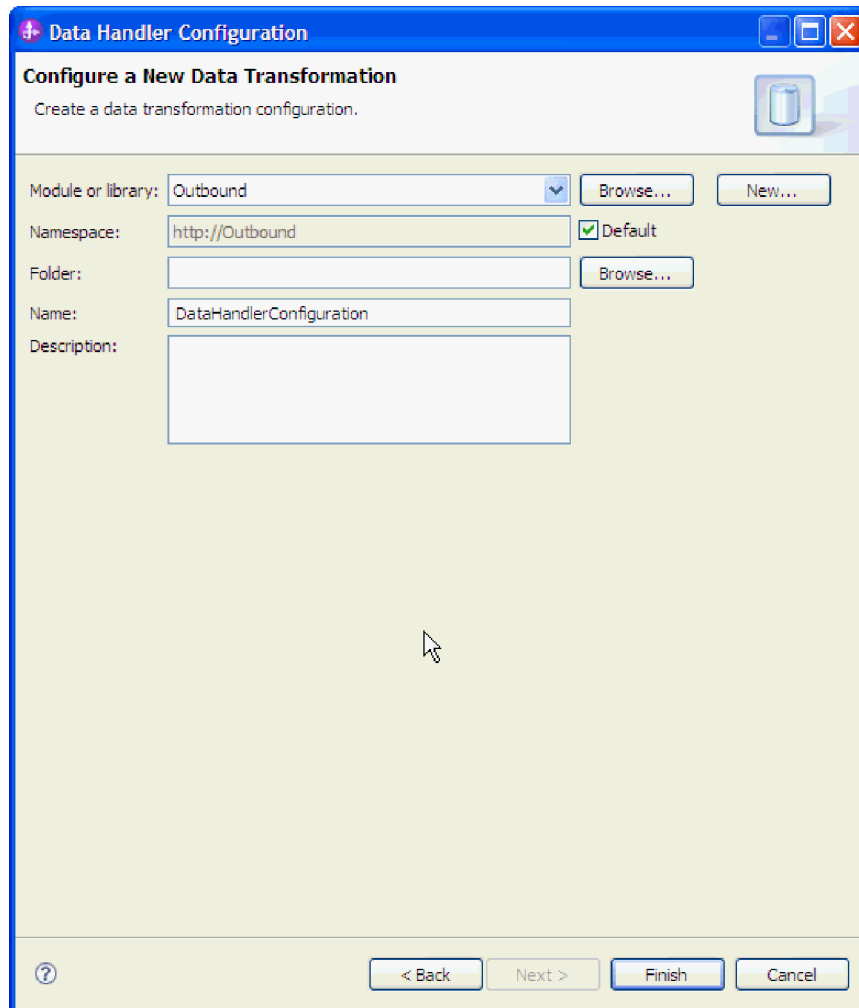 Data Handler Configuration
Configure a New Data Transformation
Create a data transformation configuration.
Module or library: Outbound Browse... New...
Namespace: http://Outbound Default
Folder: Browse...
Name: DataHandlerConfiguration
Description:
? < Back Next > Finish Cancel